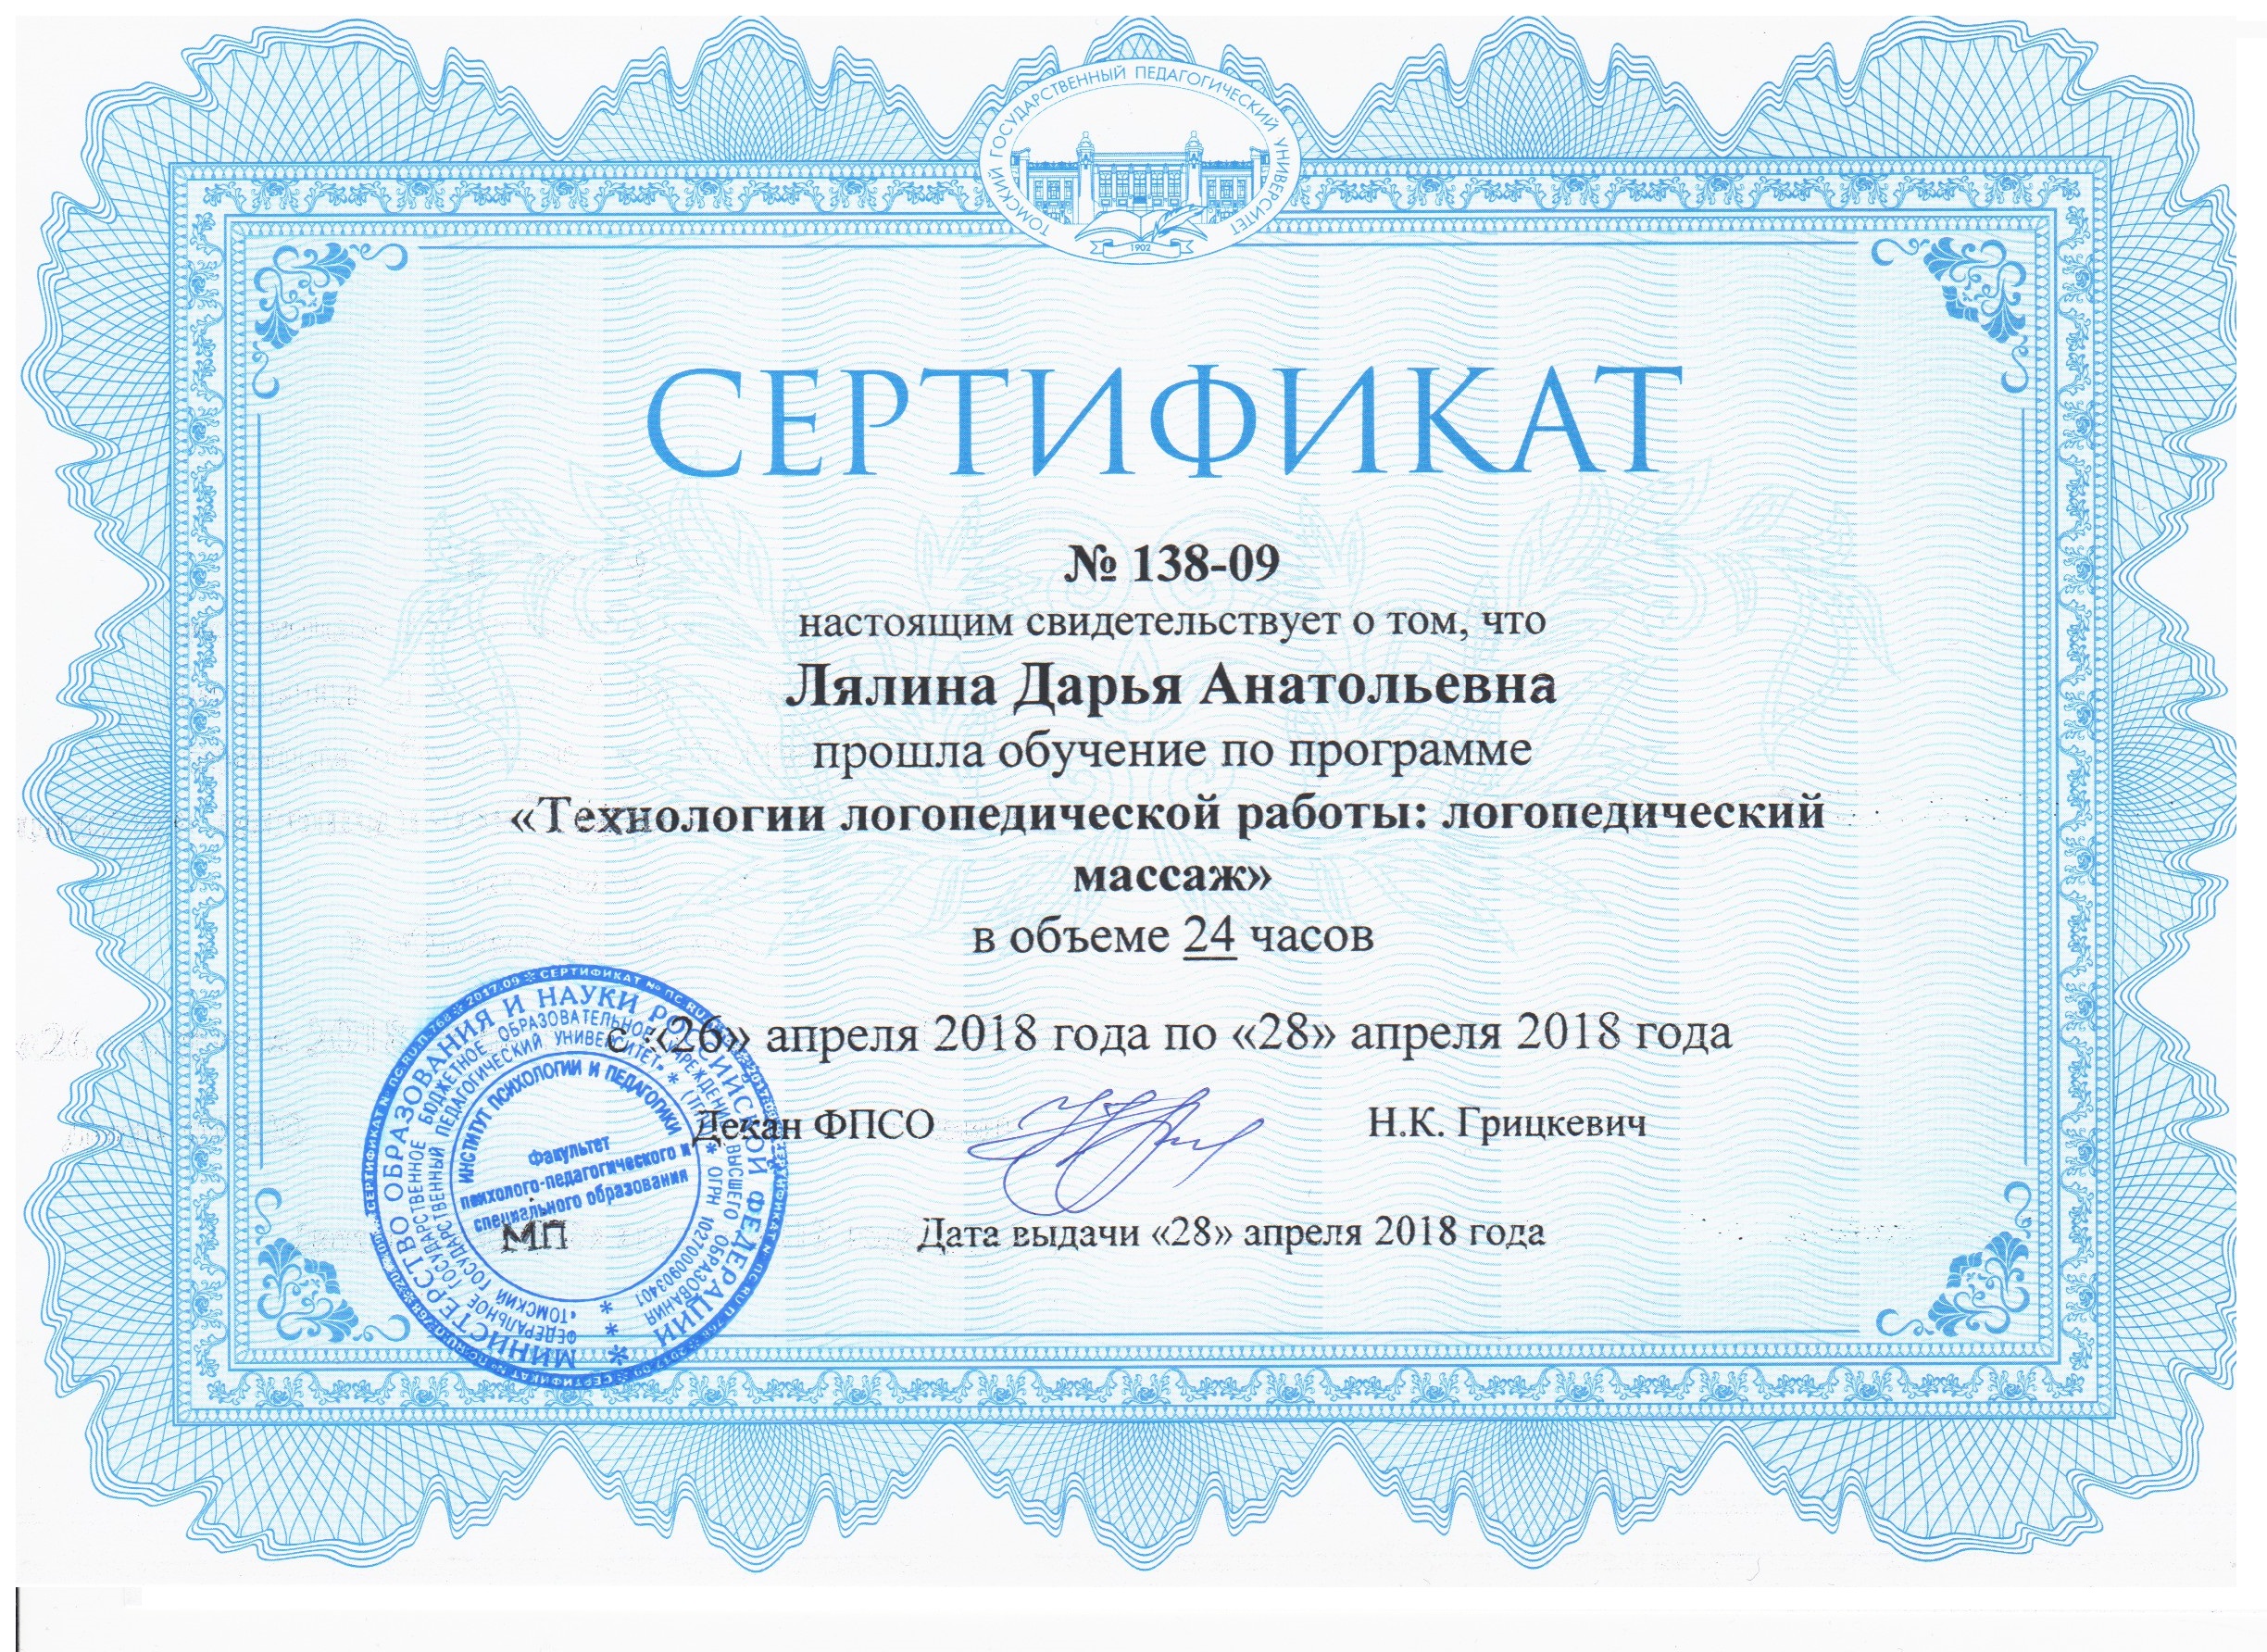 ТОМСКИЙ ГОСУДАРСТВЕННЫЙ ПЕДАГОГИЧЕСКИЙ УНИВЕРСИТЕТ
1902
СЕРТИФИКАТ
№ 138-09
настоящим свидетельствует о том, что
Лялина Дарья Анатольевна
прошла обучение по программе
«Технологии логопедической работы: логопедический
массаж»
в объеме 24 часов
с «26» апреля 2018 года по «28» апреля 2018 года
Декан ФПСО
Н.К. Грицкевич
Дата выдачи «28» апреля 2018 года
МП
МИНИСТЕРСТВО ОБРАЗОВАНИЯ И НАУКИ РОССИЙСКОЙ ФЕДЕРАЦИИ
ФЕДЕРАЛЬНОЕ ГОСУДАРСТВЕННОЕ БЮДЖЕТНОЕ ОБРАЗОВАТЕЛЬНОЕ УЧРЕЖДЕНИЕ ВЫСШЕГО ОБРАЗОВАНИЯ
«ТОМСКИЙ ГОСУДАРСТВЕННЫЙ ПЕДАГОГИЧЕСКИЙ УНИВЕРСИТЕТ» * (ТГПУ) * ОГРН 1027000903401
ИНСТИТУТ ПСИХОЛОГИИ И ПЕДАГОГИКИ
Факультет
психолого-педагогического и
специального образования